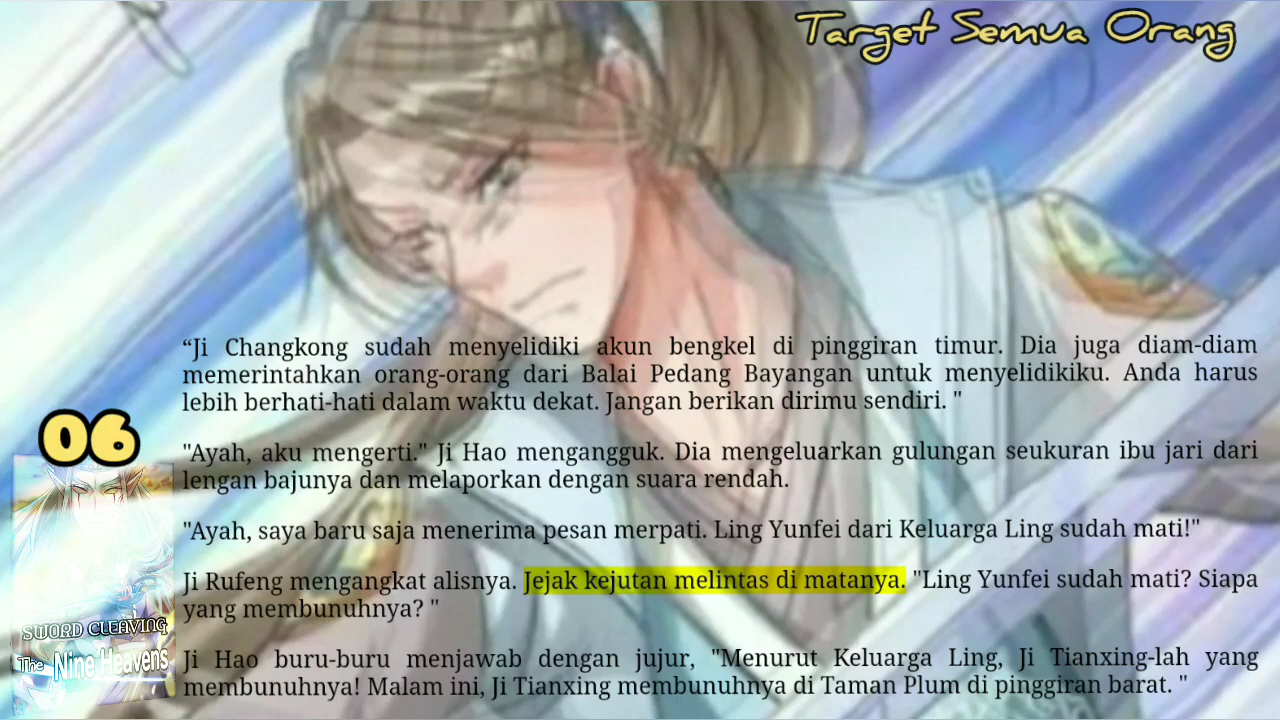 Target Semua Orang
“Ji Changkong sudah menyelidiki akun bengkel di pinggiran timur. Dia juga diam-diam
memerintahkan orang-orang dari Balai Pedang Bayangan untuk menyelidikiku. Anda harus
lebih berhati-hati dalam waktu dekat. Jangan berikan dirimu sendiri. "
"Ayah, aku mengerti." Ji Hao mengangguk. Dia mengeluarkan gulungan seukuran ibu jari dari
lengan bajunya dan melaporkan dengan suara rendah.
"Ayah, saya baru saja menerima pesan merpati. Ling Yunfei dari Keluarga Ling sudah mati!"
Ji Rufeng mengangkat alisnya. Jejak kejutan melintas di matanya. "Ling Yunfei sudah mati? Siapa
yang membunuhnya? "
Ji Hao buru-buru menjawab dengan jujur, "Menurut Keluarga Ling, Ji Tianxing-lah yang
membunuhnya! Malam ini, Ji Tianxing membunuhnya di Taman Plum di pinggiran barat. "
06
SWORD CLEAVING
The Nine Heavens